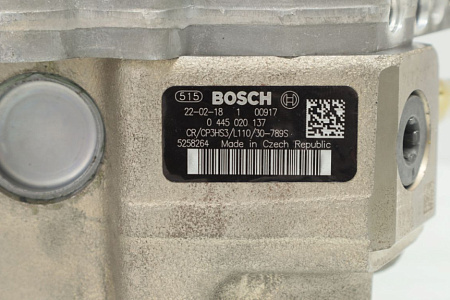 515 BOSCH
22-02-18 1 00917
0 445 020 137
CR/CP3HS3/L110/30-789S
5258264 Made in Czech Republic